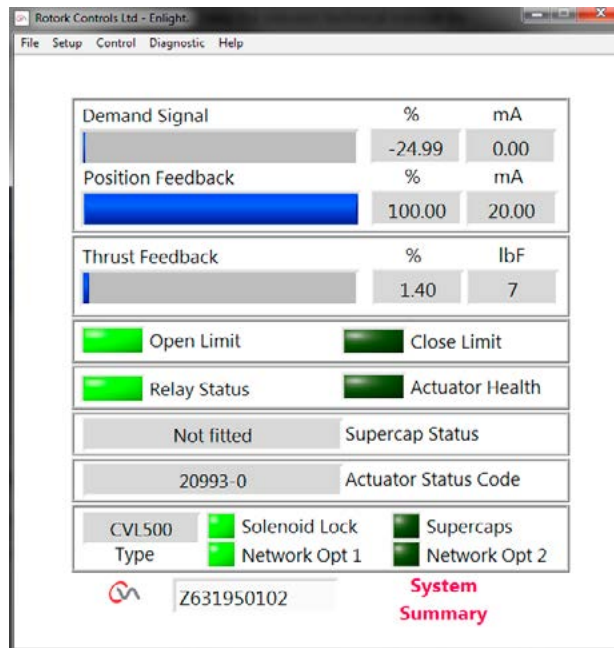 Rotork Controls Ltd - Enlight.
File Setup Control Diagnostic Help
Demand Signal % mA
-24.99 0.00
Position Feedback % mA
100.00 20.00
Thrust Feedback % lbF
1.40 7
Open Limit Close Limit
Relay Status Actuator Health
Not fitted Supercap Status
20993-0 Actuator Status Code
CVL500 Solenoid Lock Supercaps
Type Network Opt 1 Network Opt 2
Z631950102 System
Summary